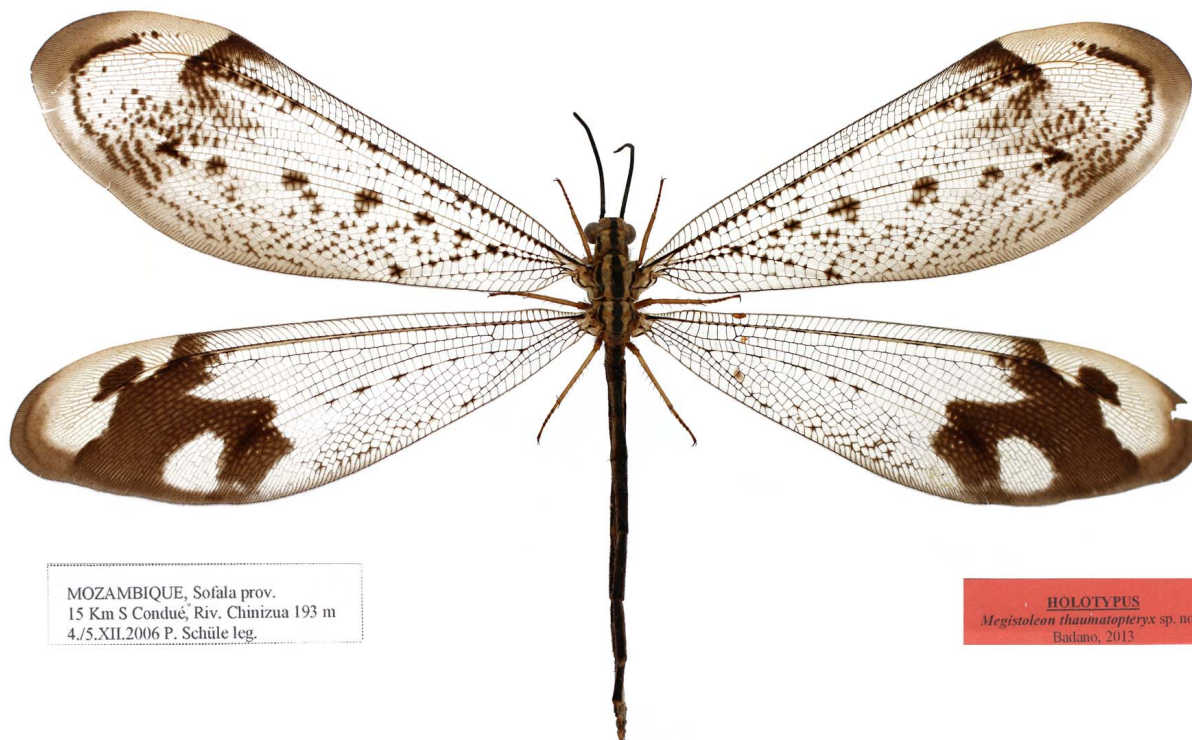 MOZAMBIQUE, Sofala prov.
15 Km S Condué, Riv. Chinizua 193 m
4./5.XII.2006 P. Schüle leg.
HOLOTYPUS
Megistoleon thaumatopteryx sp. no
Badano, 2013